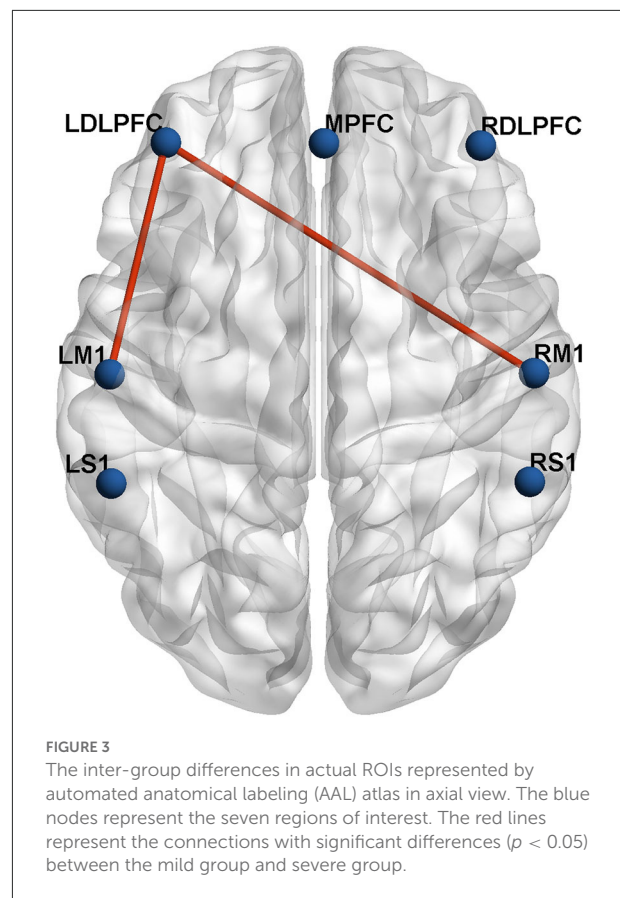 LDLPFC MPFC RDLPFC
LM1 RM1
LS1 RS1
FIGURE 3
The inter-group differences in actual ROIs represented by
automated anatomical labeling (AAL) atlas in axial view. The blue
nodes represent the seven regions of interest. The red lines
represent the connections with significant differences (p < 0.05)
between the mild group and severe group.